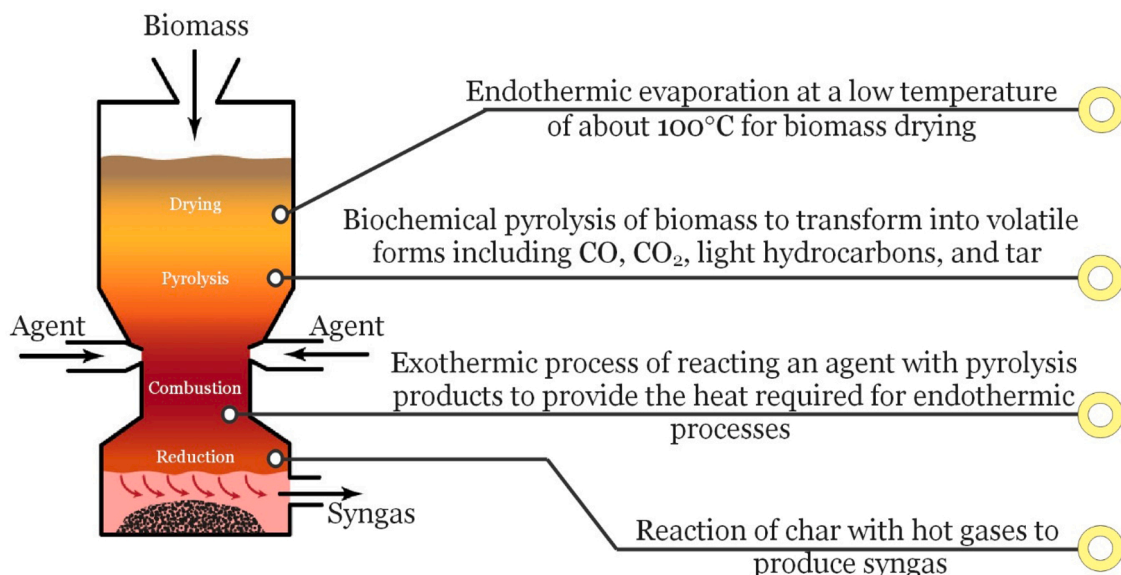 Biomass
Endothermic evaporation at a low temperature
of about 100°C for biomass drying
Drying
Biochemical pyrolysis of biomass to transform into volatile
forms including CO, CO₂, light hydrocarbons, and tar
Pyrolysis
Agent
Agent
Exothermic process of reacting an agent with pyrolysis
products to provide the heat required for endothermic
processes
Combustion
Reduction
Syngas
Reaction of char with hot gases to
produce syngas